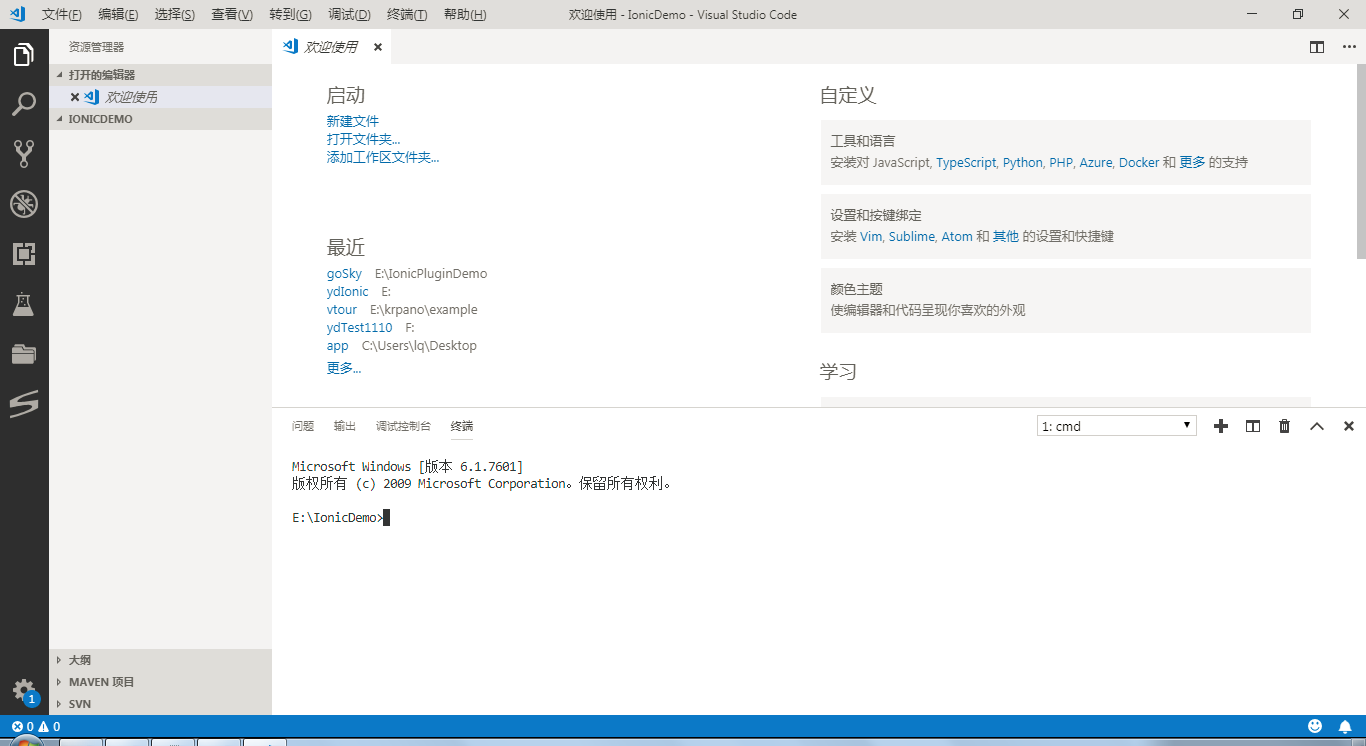 文件(F) 编辑(E) 选择(S) 查看(V) 转到(G) 调试(D) 终端(T) 帮助(H) 欢迎使用 - IonicDemo - Visual Studio Code
资源管理器
欢迎使用
打开的编辑器
欢迎使用
IONICDEMO
启动
新建文件
打开文件夹...
添加工作区文件夹...
最近
goSky E:\IonicPluginDemo
ydIonic E:
vtour E:\krpano\example
ydTest1110 F:
app C:\Users\lq\Desktop
更多...
自定义
工具和语言
安装对 JavaScript, TypeScript, Python, PHP, Azure, Docker 和 更多 的支持
设置和按键绑定
安装 Vim, Sublime, Atom 和 其他 的设置和快捷键
颜色主题
使编辑器和代码呈现你喜欢的外观
学习
问题 输出 调试控制台 终端 1: cmd
Microsoft Windows [版本 6.1.7601]
版权所有 (c) 2009 Microsoft Corporation。保留所有权利。
E:\IonicDemo>
大纲
MAVEN 项目
SVN
1
0 0